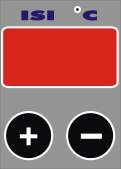 ISI °C
+ −